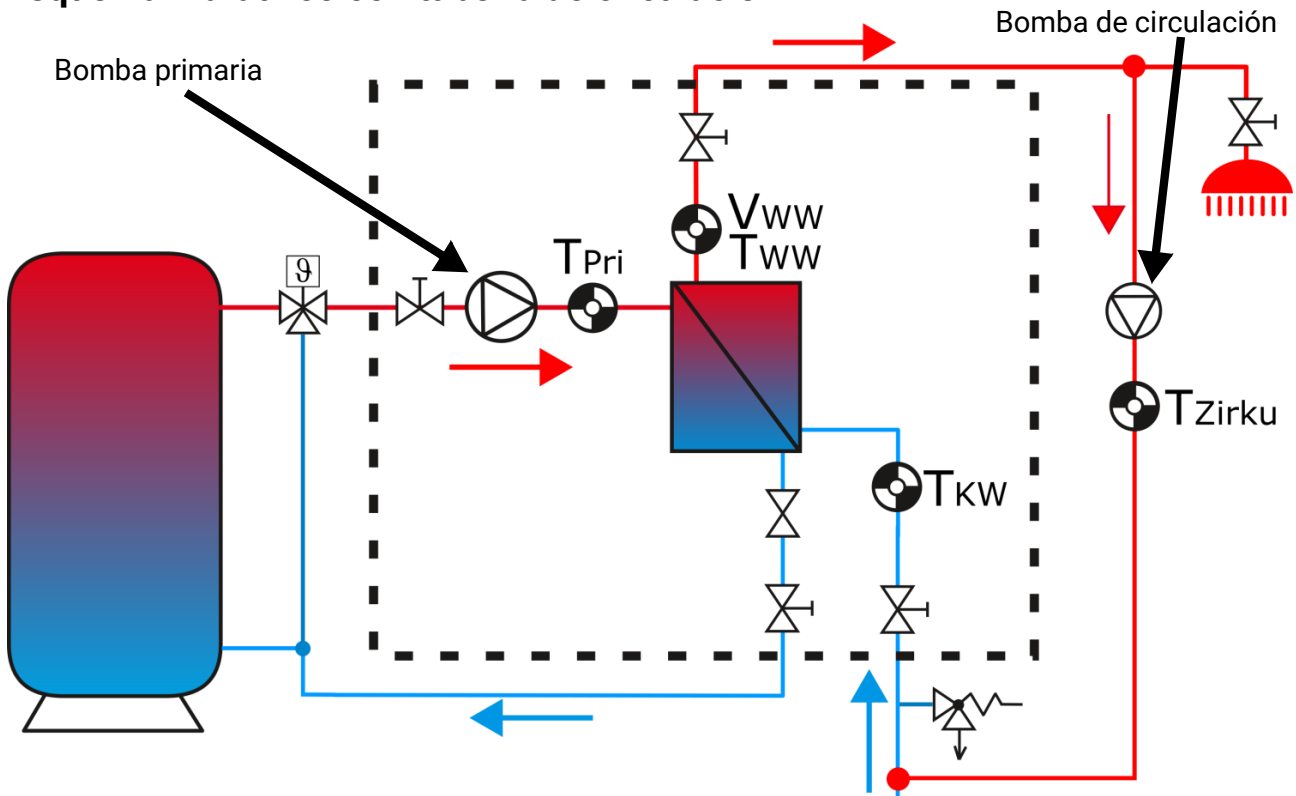 Bomba de circulación
Bomba primaria
VWW
TWW
TPri
ϑ
TZirku
TKW